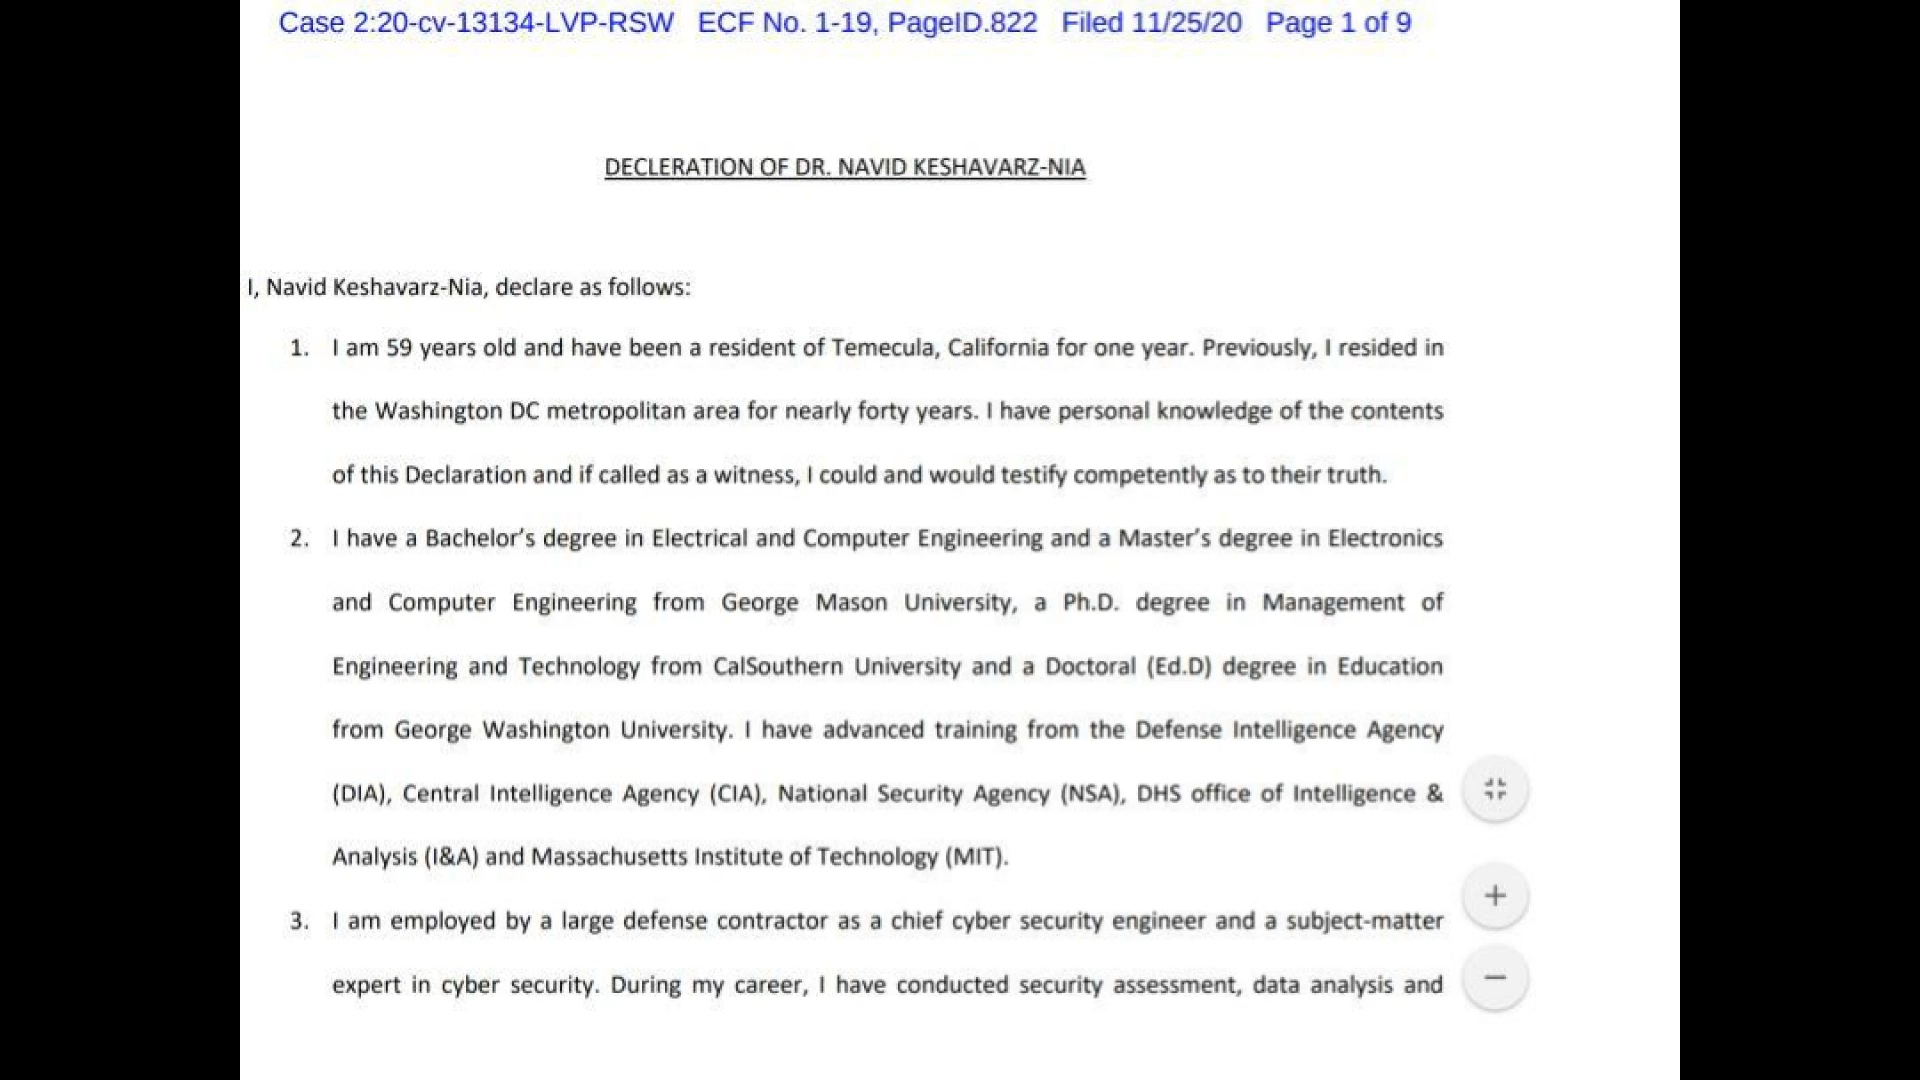 Case 2:20-cv-13134-LVP-RSW ECF No. 1-19, PageID.822 Filed 11/25/20 Page 1 of 9
DECLERATION OF DR. NAVID KESHAVARZ-NIA
I, Navid Keshavarz-Nia, declare as follows:
1. I am 59 years old and have been a resident of Temecula, California for one year. Previously, I resided in
the Washington DC metropolitan area for nearly forty years. I have personal knowledge of the contents
of this Declaration and if called as a witness, I could and would testify competently as to their truth.
2. I have a Bachelor’s degree in Electrical and Computer Engineering and a Master’s degree in Electronics
and Computer Engineering from George Mason University, a Ph.D. degree in Management of
Engineering and Technology from CalSouthern University and a Doctoral (Ed.D) degree in Education
from George Washington University. I have advanced training from the Defense Intelligence Agency
(DIA), Central Intelligence Agency (CIA), National Security Agency (NSA), DHS office of Intelligence &
Analysis (I&A) and Massachusetts Institute of Technology (MIT).
3. I am employed by a large defense contractor as a chief cyber security engineer and a subject-matter
expert in cyber security. During my career, I have conducted security assessment, data analysis and